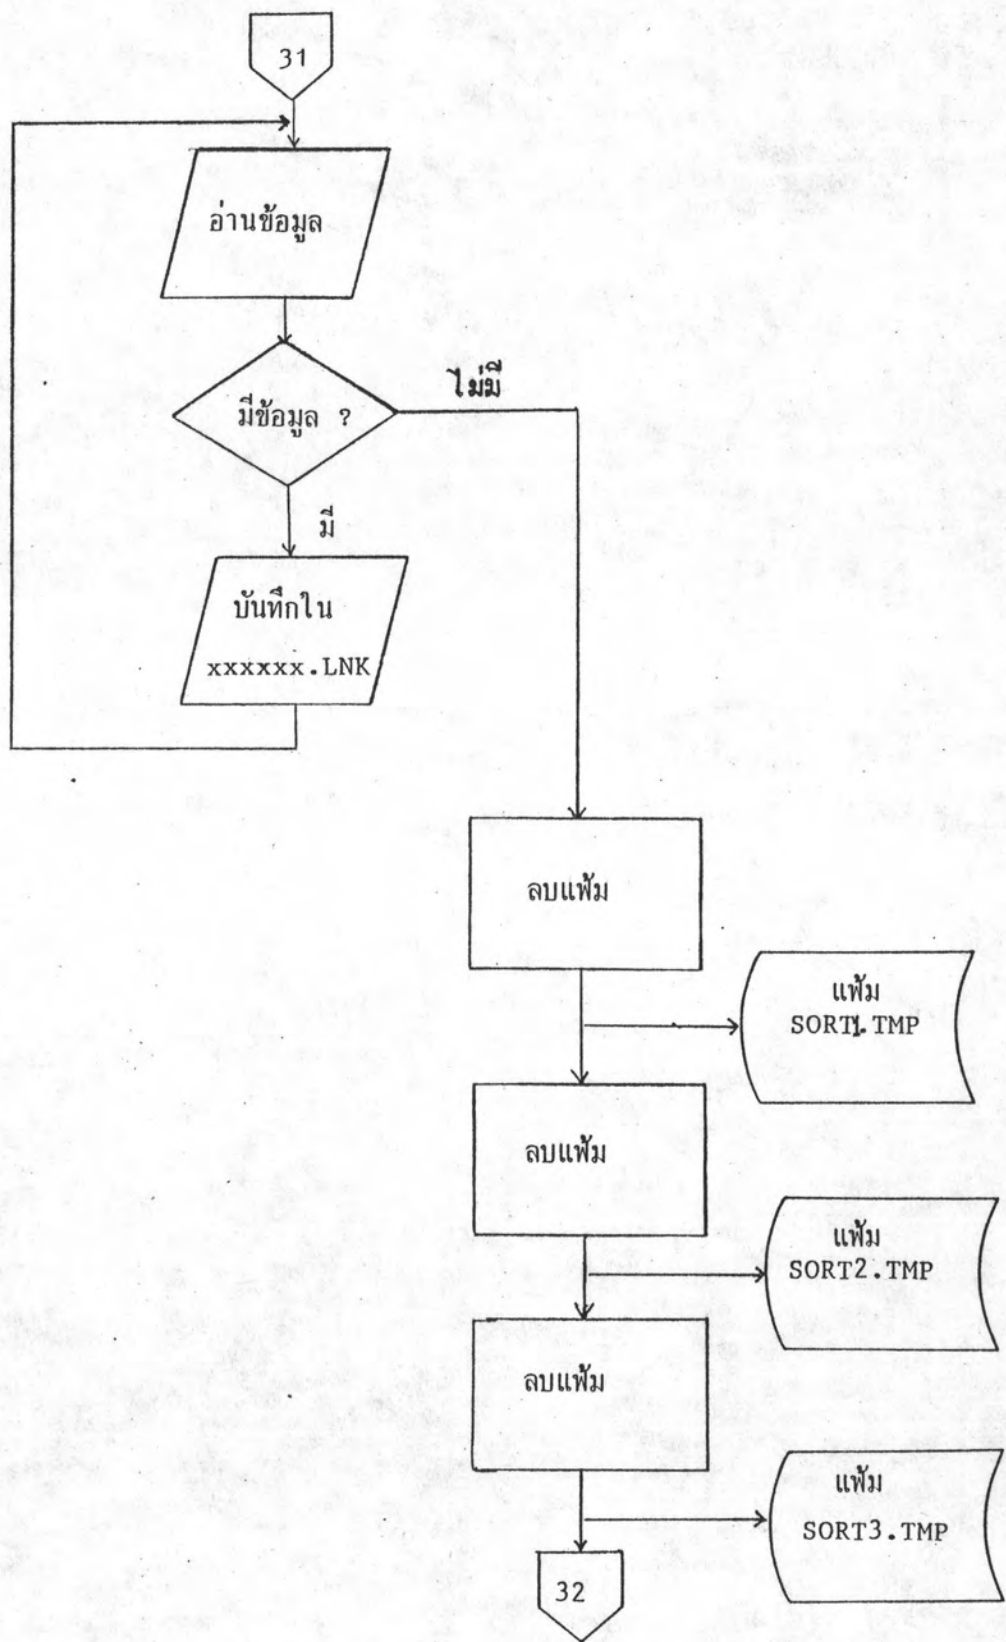 31
อ่านข้อมูล
มีข้อมูล ?
ไม่มี
มี
บันทึกใน
xxxxxx.LNK
ลบแฟ้ม
แฟ้ม
SORT1.TMP
ลบแฟ้ม
แฟ้ม
SORT2.TMP
ลบแฟ้ม
แฟ้ม
SORT3.TMP
32